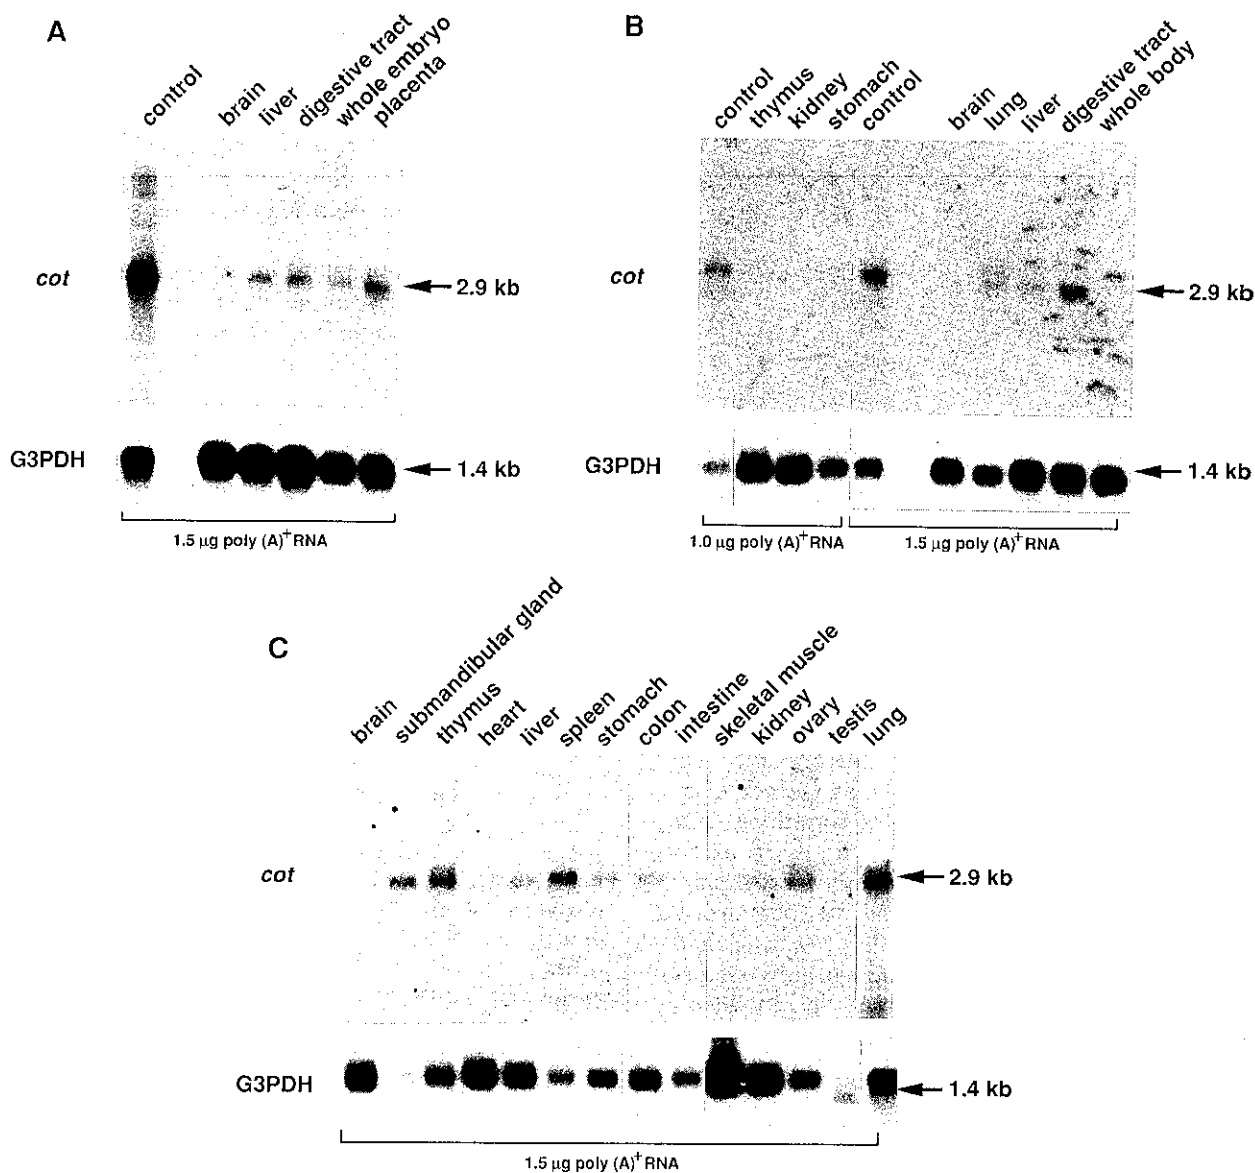 A
control
brain
liver
digestive tract
whole embryo
placenta
cot
2.9 kb
G3PDH
1.4 kb
1.5 µg poly (A)+RNA
B
control
thymus
kidney
stomach
control
brain
lung
liver
digestive tract
whole body
cot
2.9 kb
G3PDH
1.4 kb
1.0 µg poly (A)+RNA
1.5 µg poly (A)+RNA
C
brain
submandibular gland
thymus
heart
liver
spleen
stomach
colon
intestine
skeletal muscle
kidney
ovary
testis
lung
cot
2.9 kb
G3PDH
1.4 kb
1.5 µg poly (A)+RNA